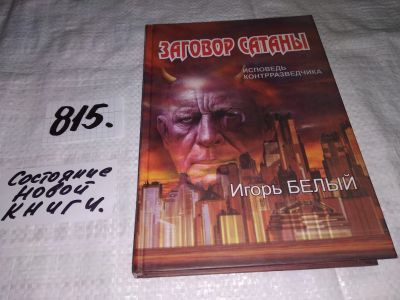 815.
Состояние
новой
книги.
ЗАГОВОР САТАНЫ
ИСПОВЕДЬ
КОНТРРАЗВЕДЧИКА
Игорь БЕЛЫЙ